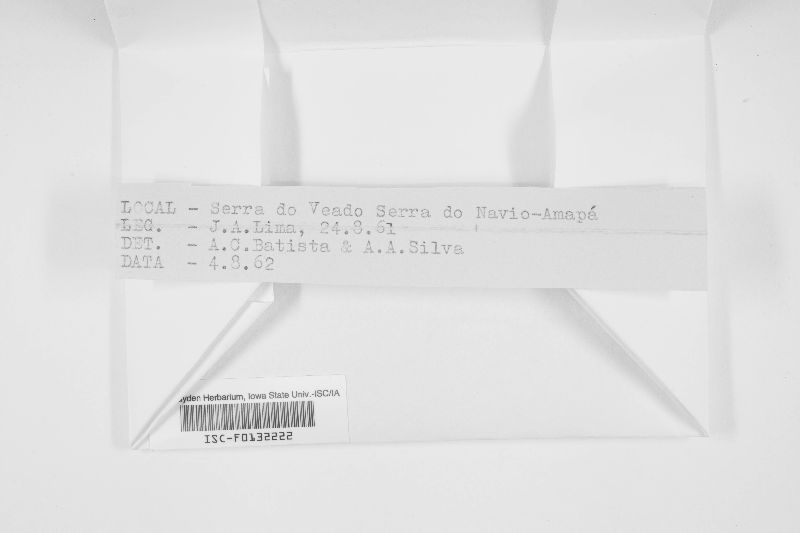 LOCAL - Serra do Veado Serra do Navio-Amapá
LEG. - J.A.Lima, 24.8.61
DET. - A.C.Batista & A.A.Silva
DATA - 4.8.62
Herbarium, Iowa State Univ.-ISC/IA
ISC-F0132222